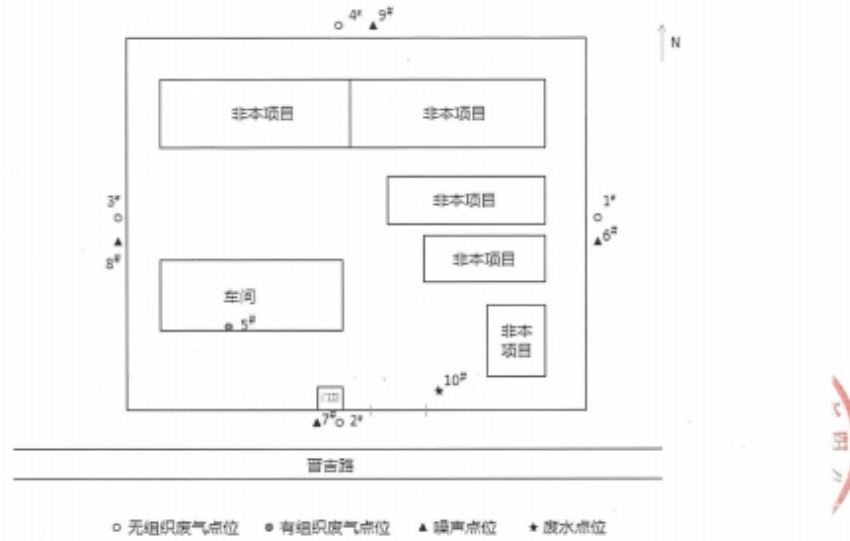 4# 9#
N
非本项目 非本项目
3#
非本项目
1#
6#
8#
非本项目
车间
5#
非本
项目
10#
7# 2#
晋吉路
无组织废气点位 有组织废气点位 噪声点位 废水点位